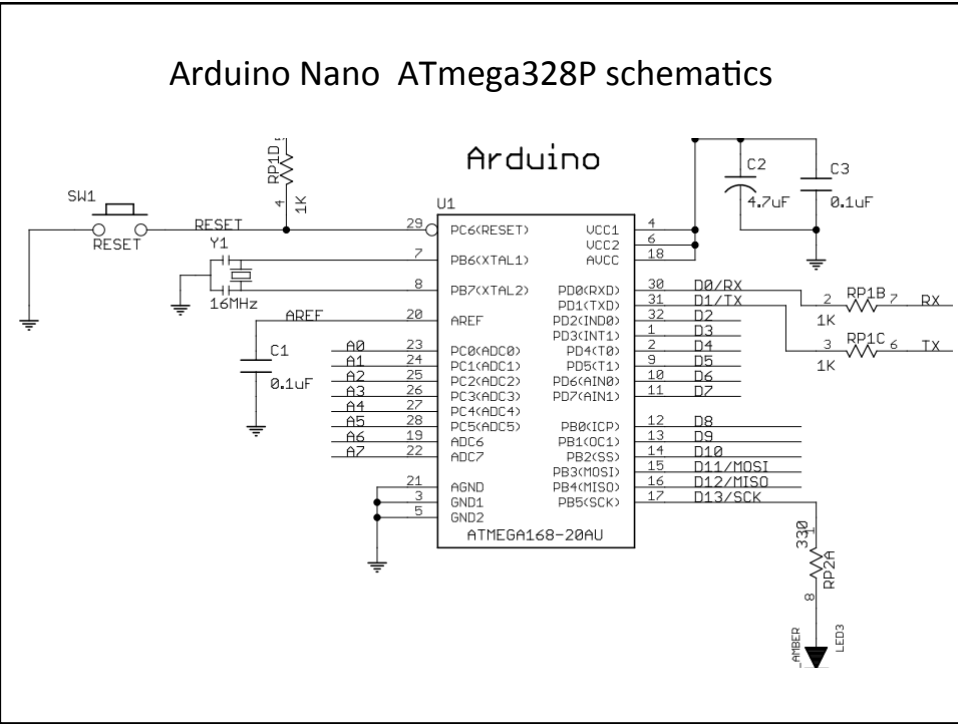 Arduino Nano ATmega328P schematics
Arduino
SW1
RESET
RESET
RP1D
4
1K
Y1
16MHz
AREF
C1
0.1uF
U1
29 PC6(RESET)
7 PB6(XTAL1)
8 PB7(XTAL2)
20 AREF
A0 23 PC0(ADC0)
A1 24 PC1(ADC1)
A2 25 PC2(ADC2)
A3 26 PC3(ADC3)
A4 27 PC4(ADC4)
A5 28 PC5(ADC5)
A6 19 ADC6
A7 22 ADC7
21 AGND
3 GND1
5 GND2
VCC1 4
VCC2 6
AVCC 18
PD0(RXD) 30 D0/RX
PD1(TXD) 31 D1/TX
PD2(IND0) 32 D2
PD3(INT1) 1 D3
PD4(T0) 2 D4
PD5(T1) 9 D5
PD6(AIN0) 10 D6
PD7(AIN1) 11 D7
PB0(ICP) 12 D8
PB1(OC1) 13 D9
PB2(SS) 14 D10
PB3(MOSI) 15 D11/MOSI
PB4(MISO) 16 D12/MISO
PB5(SCK) 17 D13/SCK
ATMEGA168-20AU
C2
4.7uF
C3
0.1uF
2 RP1B 7 RX
1K
3 RP1C 6 TX
1K
330
1
RP2A
8
AMBER
LED3